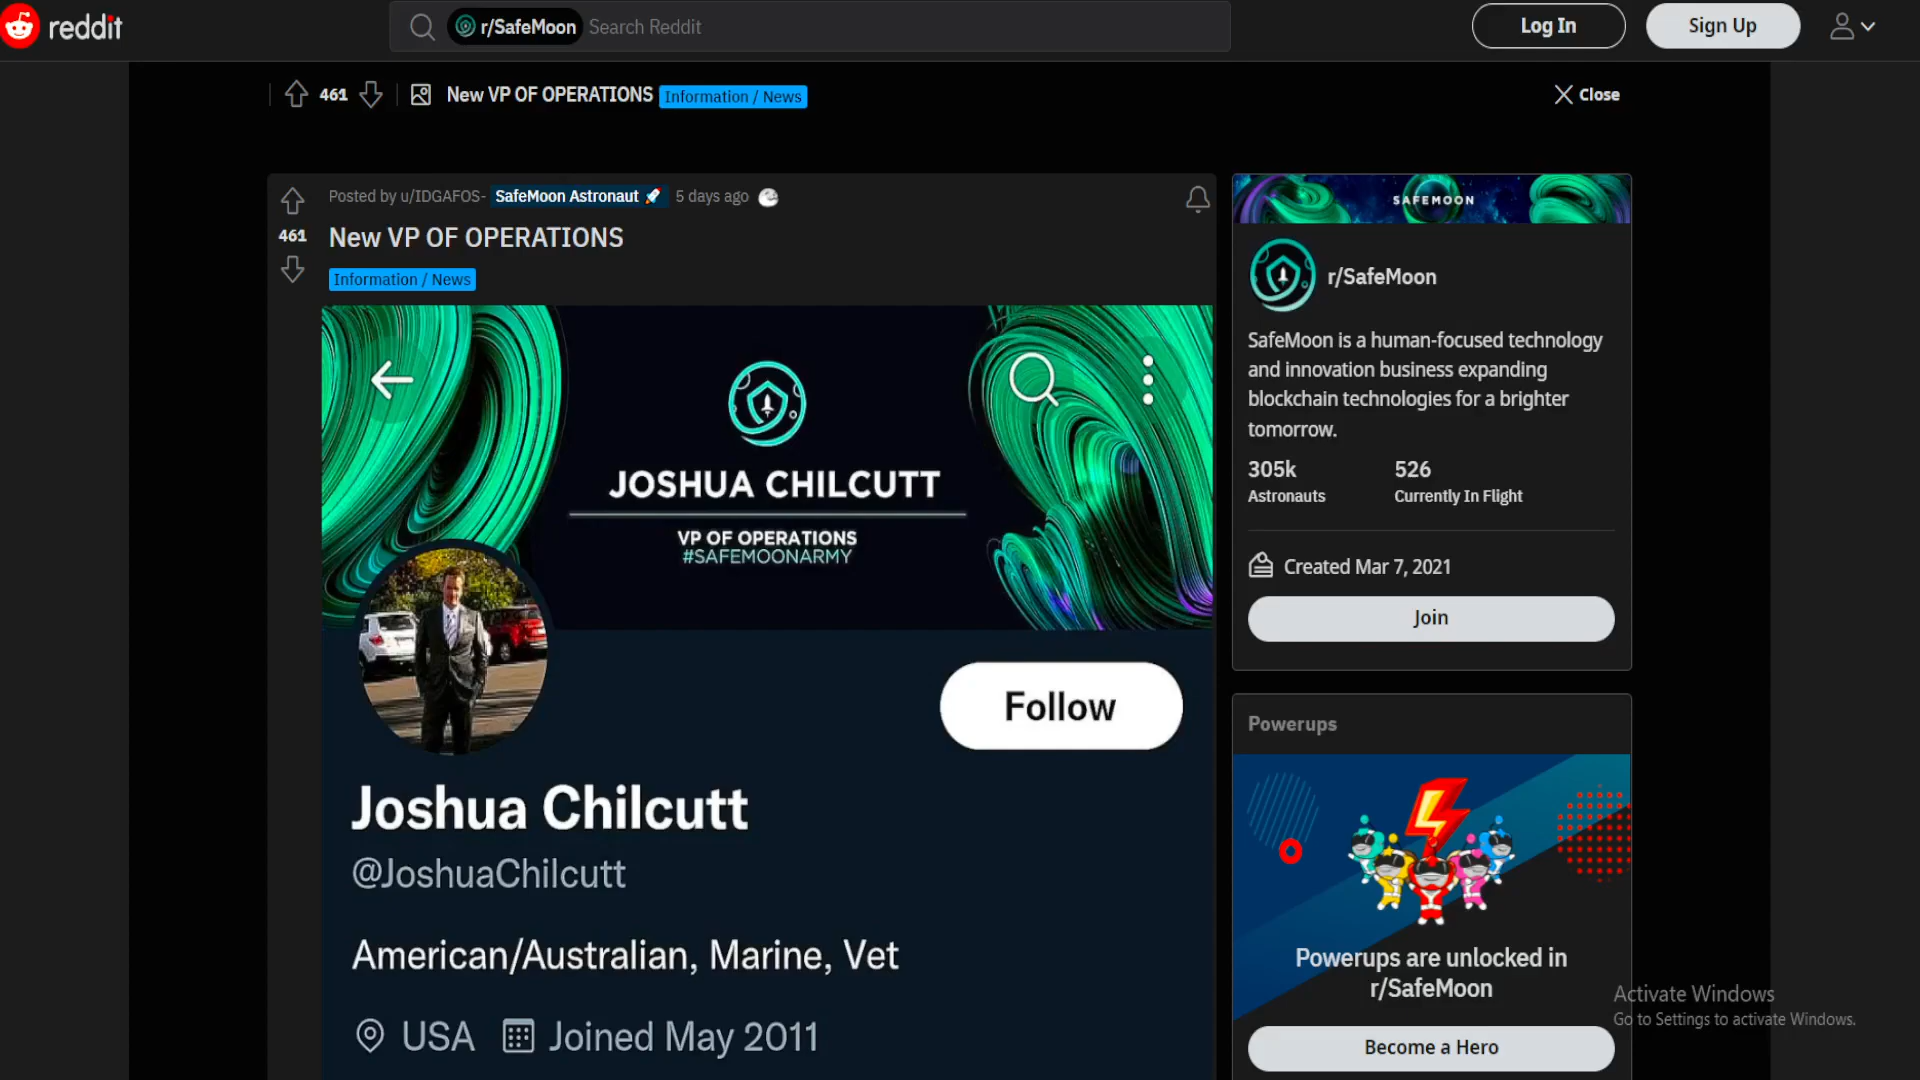 reddit
r/SafeMoon Search Reddit
Log In
Sign Up
461
New VP OF OPERATIONS Information / News
Close
Posted by u/IDGAFOS- SafeMoon Astronaut 🚀 5 days ago
461
New VP OF OPERATIONS
Information / News
JOSHUA CHILCUTT
VP OF OPERATIONS
#SAFEMOONARMY
Follow
Joshua Chilcutt
@JoshuaChilcutt
American/Australian, Marine, Vet
USA Joined May 2011
SAFEMOON
r/SafeMoon
SafeMoon is a human-focused technology
and innovation business expanding
blockchain technologies for a brighter
tomorrow.
305k 526
Astronauts Currently In Flight
Created Mar 7, 2021
Join
Powerups
Powerups are unlocked in
r/SafeMoon
Become a Hero
Activate Windows
Go to Settings to activate Windows.